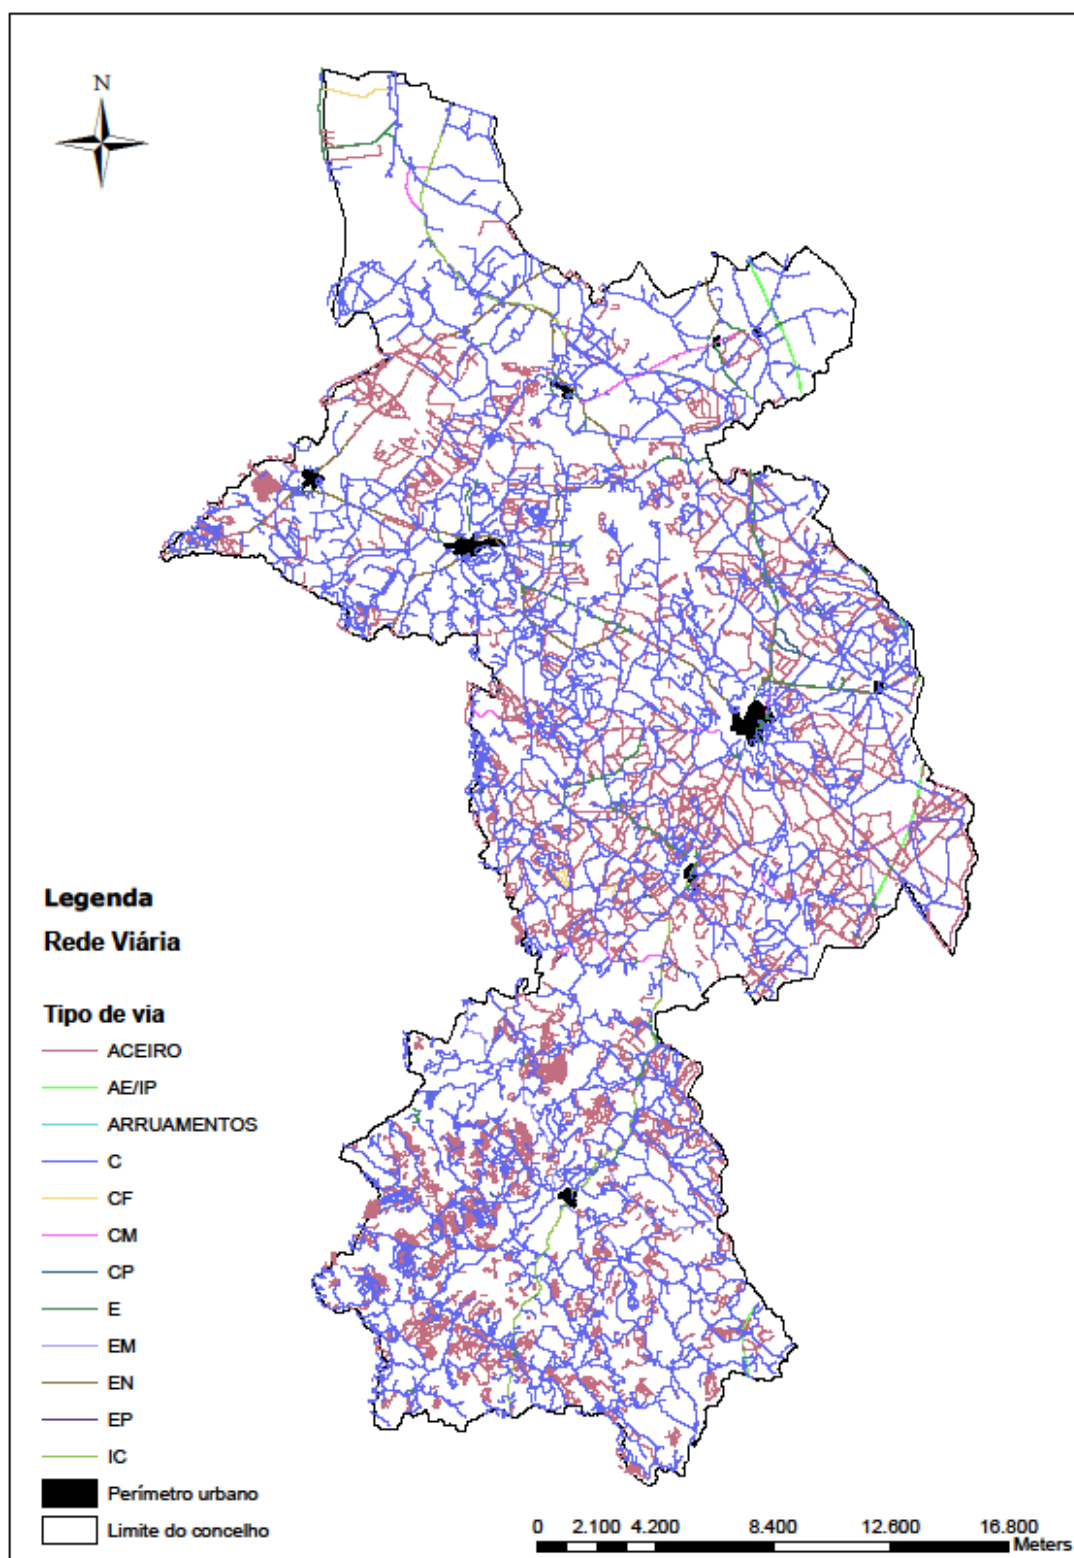 N
Legenda
Rede Viária
Tipo de via
ACEIRO
AE/IP
ARRUAMENTOS
C
CF
CM
CP
E
EM
EN
EP
IC
Perímetro urbano
Limite do concelho
0 2.100 4.200 8.400 12.600 16.800
Meters